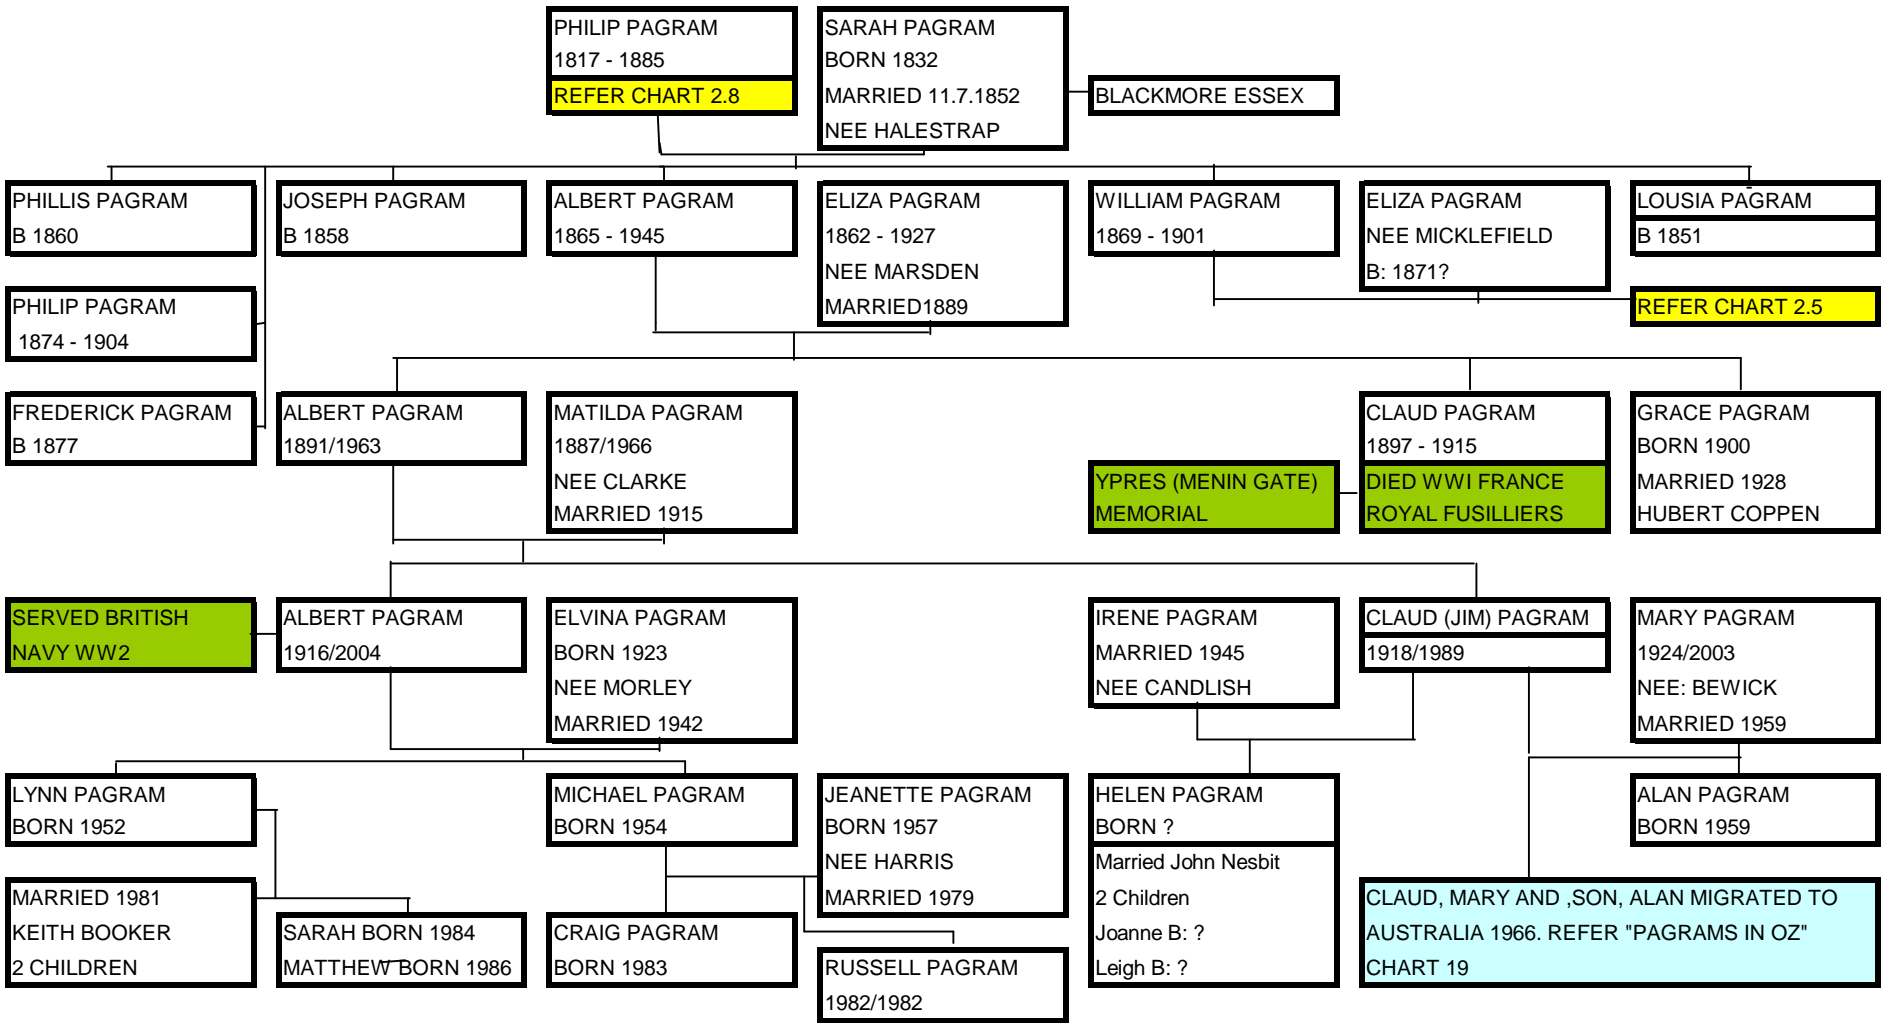 PHILIP PAGRAM
1817 - 1885
REFER CHART 2.8
SARAH PAGRAM
BORN 1832
MARRIED 11.7.1852
NEE HALESTRAP
BLACKMORE ESSEX
PHILLIS PAGRAM
B 1860
JOSEPH PAGRAM
B 1858
ALBERT PAGRAM
1865 - 1945
ELIZA PAGRAM
1862 - 1927
NEE MARSDEN
MARRIED1889
WILLIAM PAGRAM
1869 - 1901
ELIZA PAGRAM
NEE MICKLEFIELD
B: 1871?
LOUSIA PAGRAM
B 1851
PHILIP PAGRAM
1874 - 1904
REFER CHART 2.5
FREDERICK PAGRAM
B 1877
ALBERT PAGRAM
1891/1963
MATILDA PAGRAM
1887/1966
NEE CLARKE
MARRIED 1915
YPRES (MENIN GATE)
MEMORIAL
CLAUD PAGRAM
1897 - 1915
DIED WWI FRANCE
ROYAL FUSILLIERS
GRACE PAGRAM
BORN 1900
MARRIED 1928
HUBERT COPPEN
SERVED BRITISH
NAVY WW2
ALBERT PAGRAM
1916/2004
ELVINA PAGRAM
BORN 1923
NEE MORLEY
MARRIED 1942
IRENE PAGRAM
MARRIED 1945
NEE CANDLISH
CLAUD (JIM) PAGRAM
1918/1989
MARY PAGRAM
1924/2003
NEE: BEWICK
MARRIED 1959
LYNN PAGRAM
BORN 1952
MICHAEL PAGRAM
BORN 1954
JEANETTE PAGRAM
BORN 1957
NEE HARRIS
MARRIED 1979
HELEN PAGRAM
BORN ?
Married John Nesbit
2 Children
Joanne B: ?
Leigh B: ?
ALAN PAGRAM
BORN 1959
MARRIED 1981
KEITH BOOKER
2 CHILDREN
SARAH BORN 1984
MATTHEW BORN 1986
CRAIG PAGRAM
BORN 1983
RUSSELL PAGRAM
1982/1982
CLAUD, MARY AND ,SON, ALAN MIGRATED TO
AUSTRALIA 1966. REFER "PAGRAMS IN OZ"
CHART 19